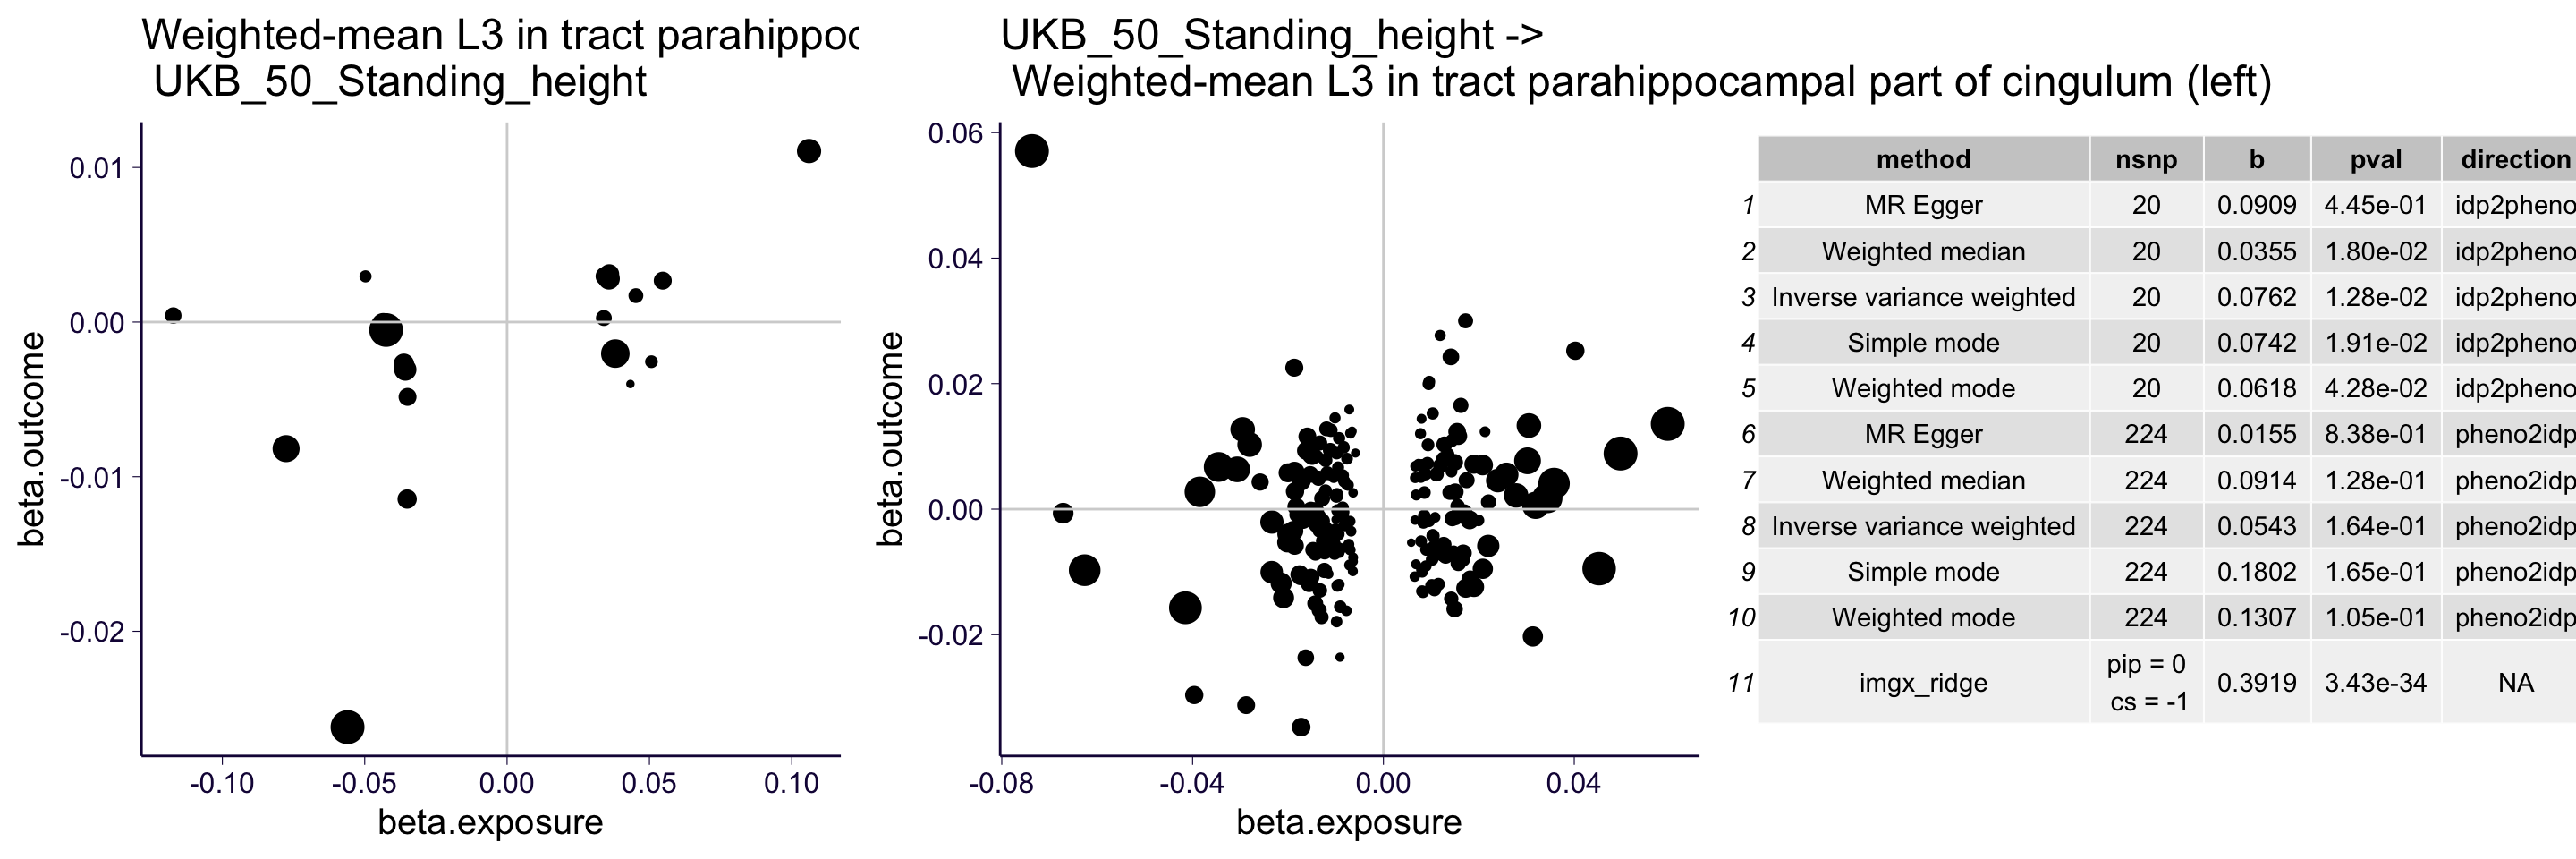 Weighted-mean L3 in tract parahippoc
UKB_50_Standing_height
0.01
0.00
-0.01
-0.02
-0.10 -0.05 0.00 0.05 0.10
beta.outcome
beta.exposure
UKB_50_Standing_height ->
Weighted-mean L3 in tract parahippocampal part of cingulum (left)
0.06
0.04
0.02
0.00
-0.02
-0.08 -0.04 0.00 0.04
beta.outcome
beta.exposure
method nsnp b pval direction
1 MR Egger 20 0.0909 4.45e-01 idp2pheno
2 Weighted median 20 0.0355 1.80e-02 idp2pheno
3 Inverse variance weighted 20 0.0762 1.28e-02 idp2pheno
4 Simple mode 20 0.0742 1.91e-02 idp2pheno
5 Weighted mode 20 0.0618 4.28e-02 idp2pheno
6 MR Egger 224 0.0155 8.38e-01 pheno2idp
7 Weighted median 224 0.0914 1.28e-01 pheno2idp
8 Inverse variance weighted 224 0.0543 1.64e-01 pheno2idp
9 Simple mode 224 0.1802 1.65e-01 pheno2idp
10 Weighted mode 224 0.1307 1.05e-01 pheno2idp
11 imgx_ridge pip = 0 cs = -1 0.3919 3.43e-34 NA